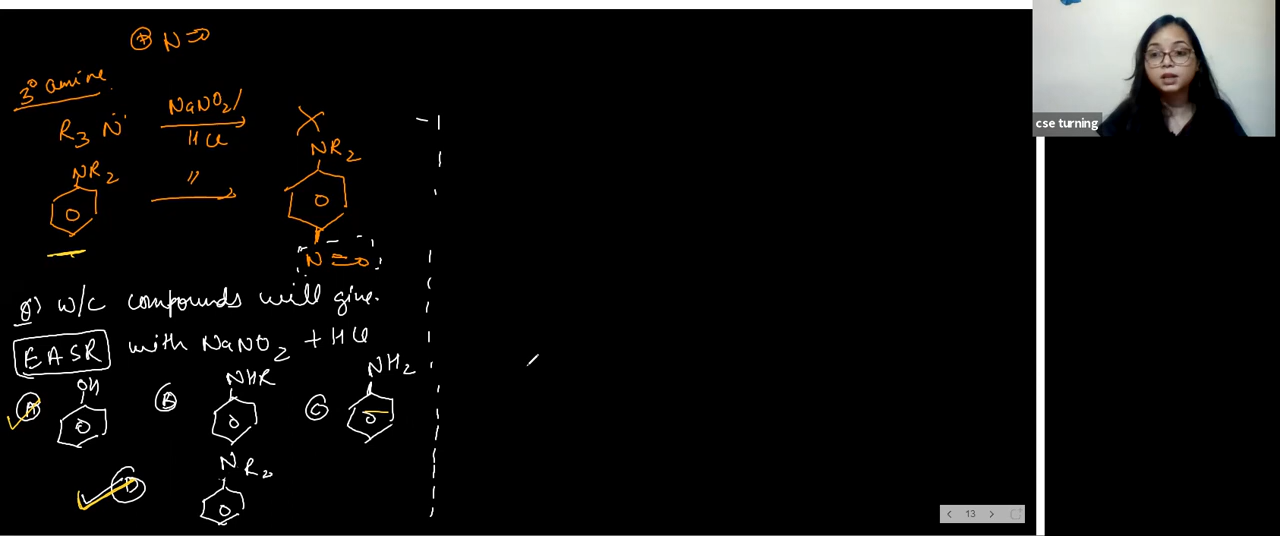 ⊕ N=O
3° amine
R3 N̈ NaNO2/ HCl X
NR2 〃 NR2
N=O
Q) w/c compounds will give
EASR with NaNO2 + HCl
A OH B NHR C NH2
D NR2
cse turning
13